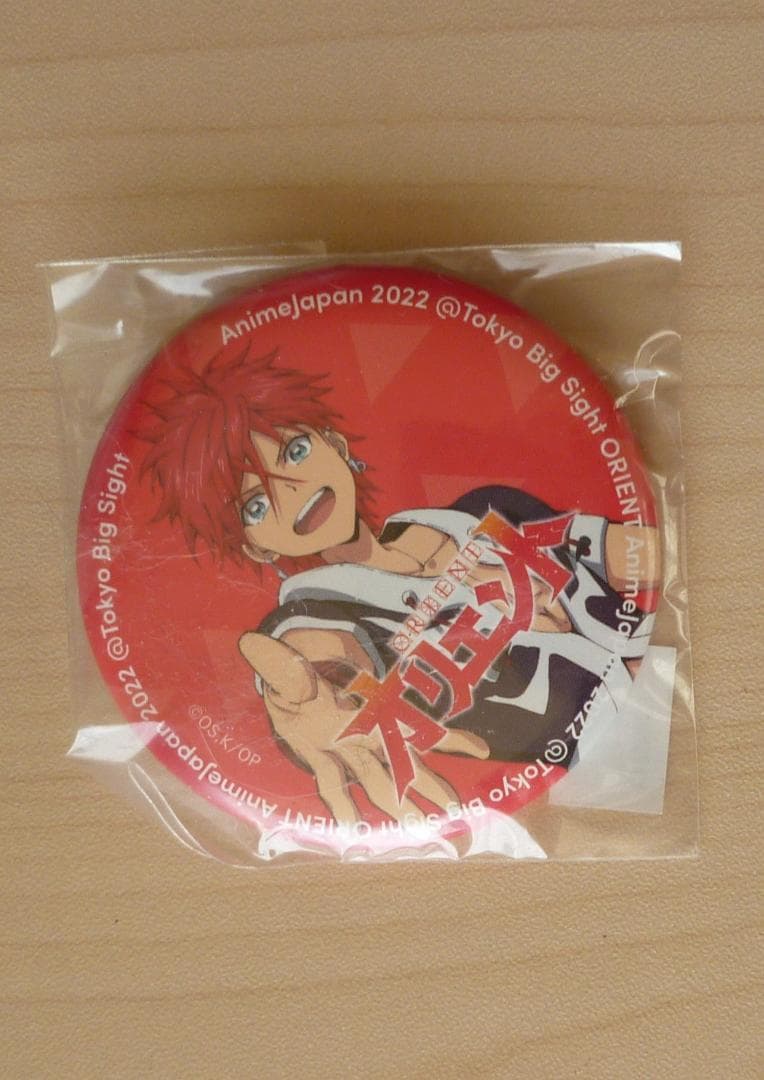 AnimeJapan 2022 @Tokyo Big Sight ORIENT AnimeJapan 2022 @Tokyo Big Sight ORIENT AnimeJapan 2022 @Tokyo Big Sight
ORIENT
オリエント
©OS.K/OP